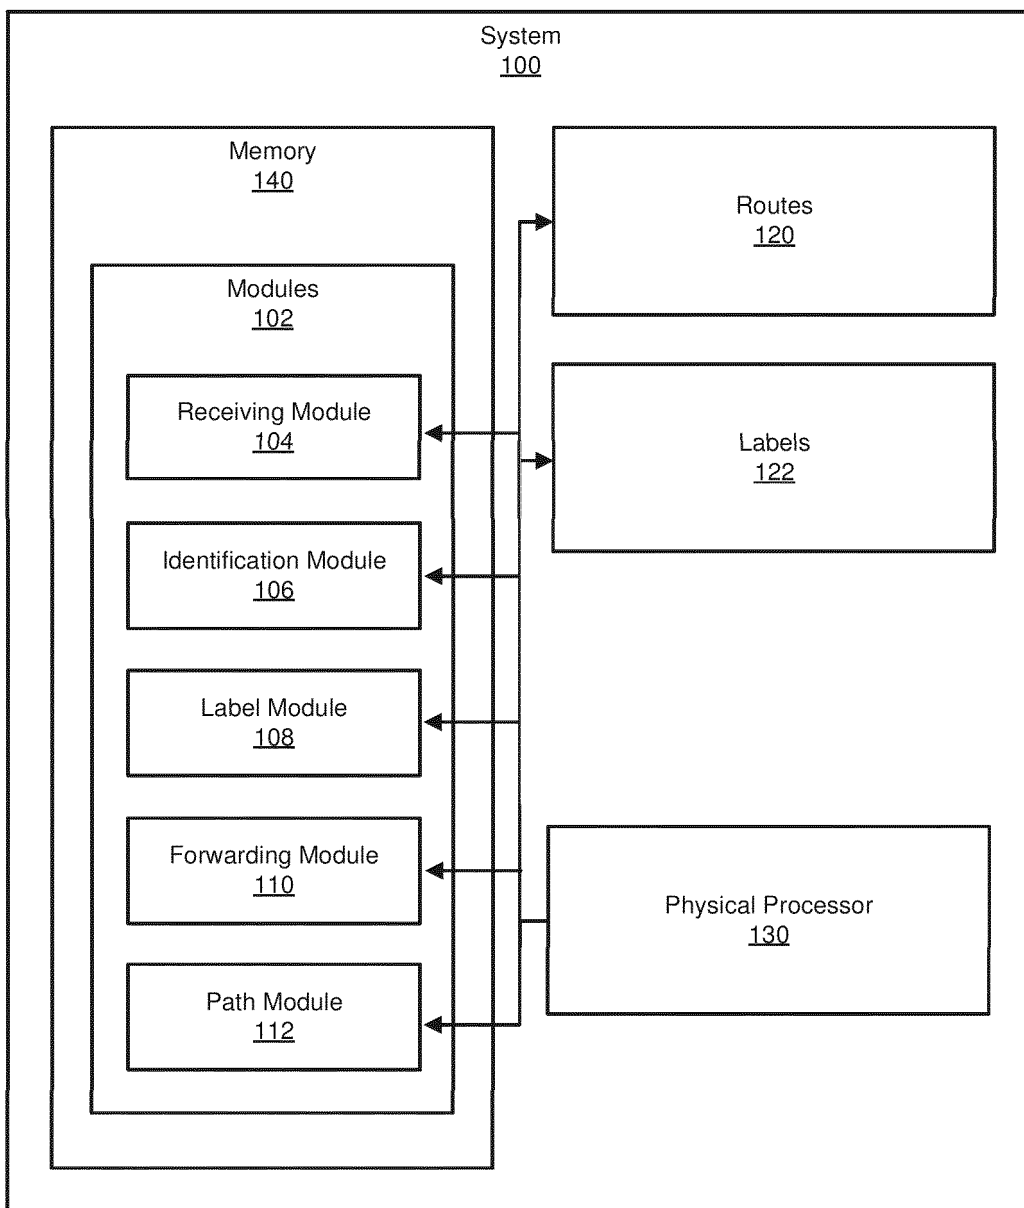 System
100
Memory
140
Modules
102
Receiving Module
104
Identification Module
106
Label Module
108
Forwarding Module
110
Path Module
112
Routes
120
Labels
122
Physical Processor
130